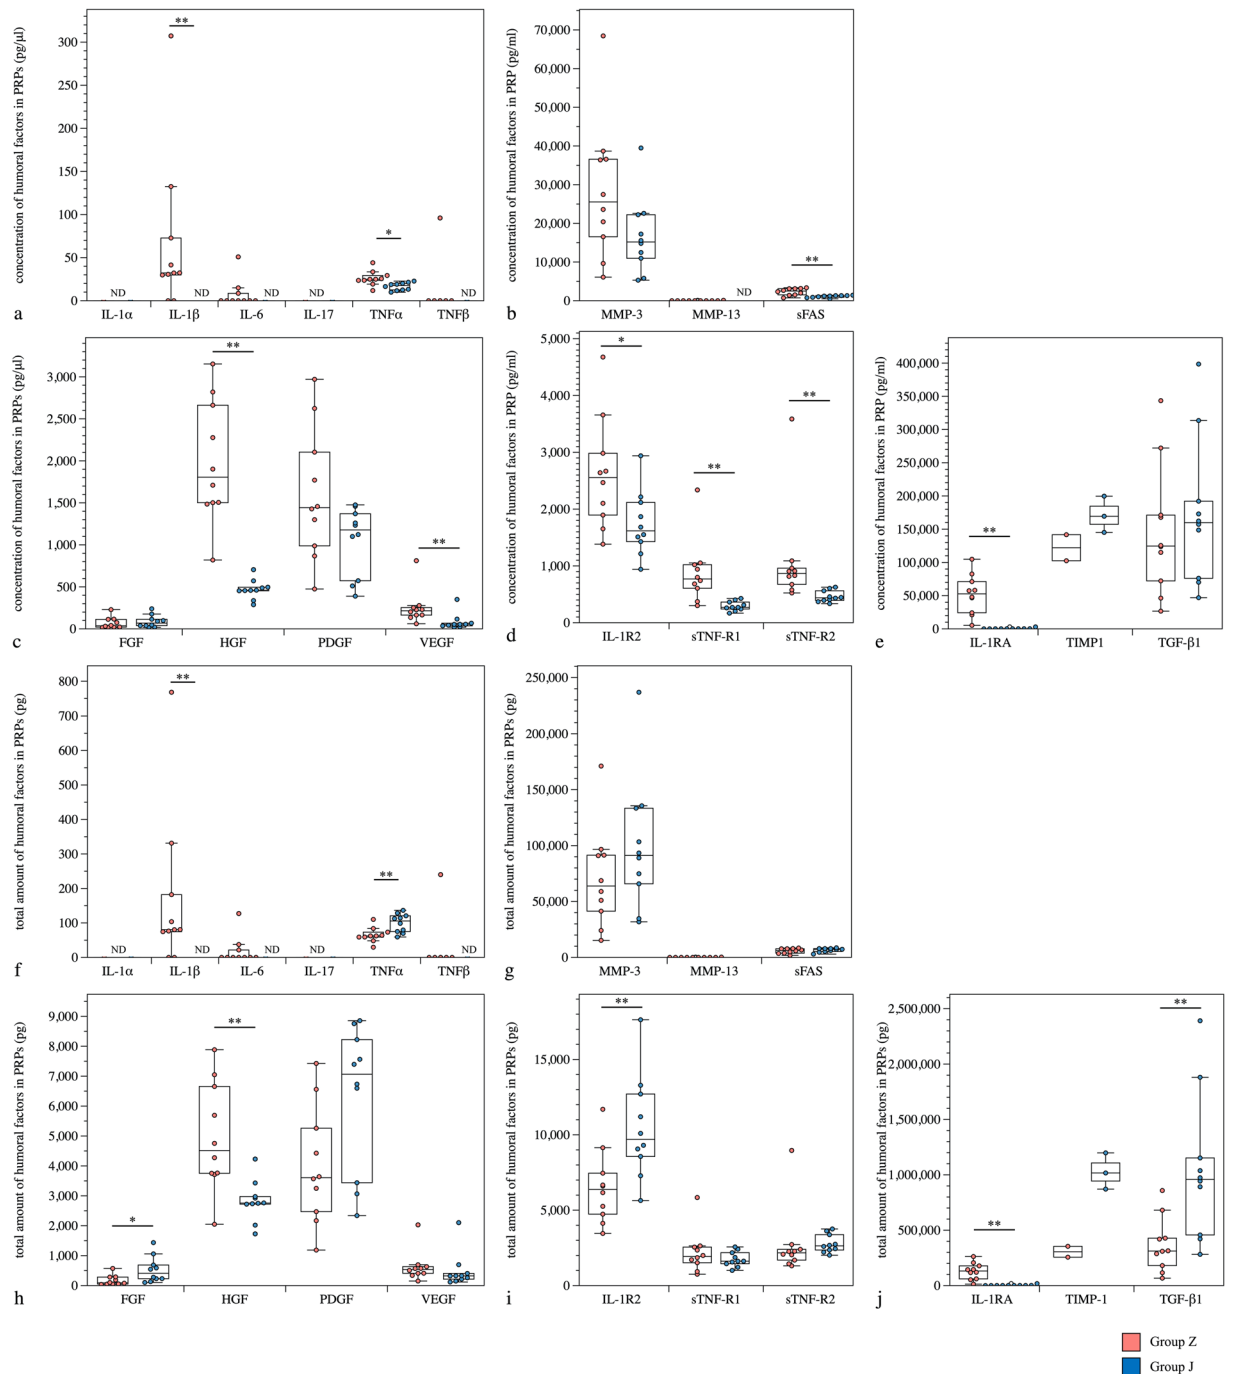 concentration of humoral factors in PRPs (pg/μl)
300
250
200
150
100
50
0
**
*
ND
ND
ND
ND
ND
IL-1α
IL-1β
IL-6
IL-17
TNFα
TNFβ
a
concentration of humoral factors in PRP (pg/ml)
70,000
60,000
50,000
40,000
30,000
20,000
10,000
0
**
ND
MMP-3
MMP-13
sFAS
b
concentration of humoral factors in PRPs (pg/μl)
3,000
2,500
2,000
1,500
1,000
500
0
**
**
FGF
HGF
PDGF
VEGF
c
concentration of humoral factors in PRP (pg/ml)
5,000
4,000
3,000
2,000
1,000
0
*
**
**
IL-1R2
sTNF-R1
sTNF-R2
d
concentration of humoral factors in PRP (pg/ml)
400,000
350,000
300,000
250,000
200,000
150,000
100,000
50,000
0
**
IL-1RA
TIMP1
TGF-β1
e
total amount of humoral factors in PRPs (pg)
800
700
600
500
400
300
200
100
0
**
**
ND
ND
ND
ND
ND
IL-1α
IL-1β
IL-6
IL-17
TNFα
TNFβ
f
total amount of humoral factors in PRPs (pg)
250,000
200,000
150,000
100,000
50,000
0
MMP-3
MMP-13
sFAS
g
total amount of humoral factors in PRPs (pg)
9,000
8,000
7,000
6,000
5,000
4,000
3,000
2,000
1,000
0
*
**
FGF
HGF
PDGF
VEGF
h
total amount of humoral factors in PRPs (pg)
15,000
10,000
5,000
0
**
IL-1R2
sTNF-R1
sTNF-R2
i
total amount of humoral factors in PRPs (pg)
2,500,000
2,000,000
1,500,000
1,000,000
500,000
0
**
**
IL-1RA
TIMP-1
TGF-β1
j
Group Z
Group J